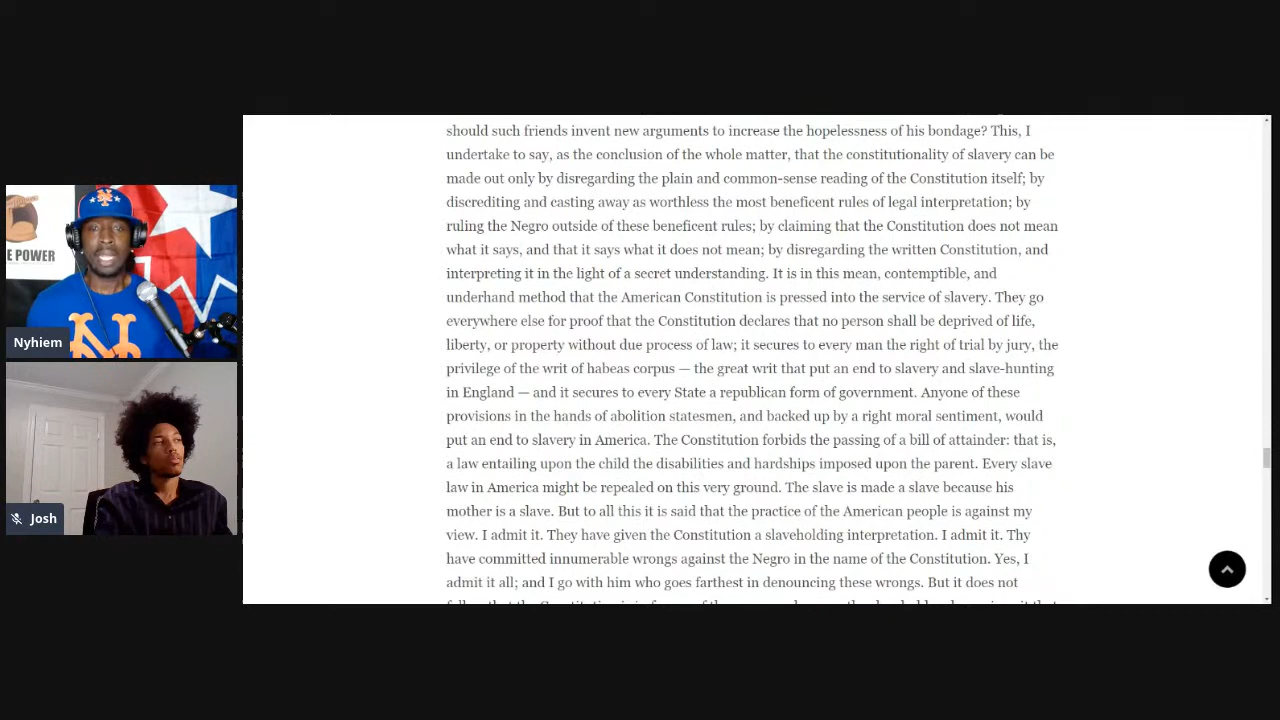 should such friends invent new arguments to increase the hopelessness of his bondage? This, I
undertake to say, as the conclusion of the whole matter, that the constitutionality of slavery can be
made out only by disregarding the plain and common-sense reading of the Constitution itself; by
discrediting and casting away as worthless the most beneficent rules of legal interpretation; by
ruling the Negro outside of these beneficent rules; by claiming that the Constitution does not mean
what it says, and that it says what it does not mean; by disregarding the written Constitution, and
interpreting it in the light of a secret understanding. It is in this mean, contemptible, and
underhand method that the American Constitution is pressed into the service of slavery. They go
everywhere else for proof that the Constitution declares that no person shall be deprived of life,
liberty, or property without due process of law; it secures to every man the right of trial by jury, the
privilege of the writ of habeas corpus — the great writ that put an end to slavery and slave-hunting
in England — and it secures to every State a republican form of government. Anyone of these
provisions in the hands of abolition statesmen, and backed up by a right moral sentiment, would
put an end to slavery in America. The Constitution forbids the passing of a bill of attainder: that is,
a law entailing upon the child the disabilities and hardships imposed upon the parent. Every slave
law in America might be repealed on this very ground. The slave is made a slave because his
mother is a slave. But to all this it is said that the practice of the American people is against my
view. I admit it. They have given the Constitution a slaveholding interpretation. I admit it. Thy
have committed innumerable wrongs against the Negro in the name of the Constitution. Yes, I
admit it all; and I go with him who goes farthest in denouncing these wrongs. But it does not
E POWER
NY
NY
Nyhiem
Josh